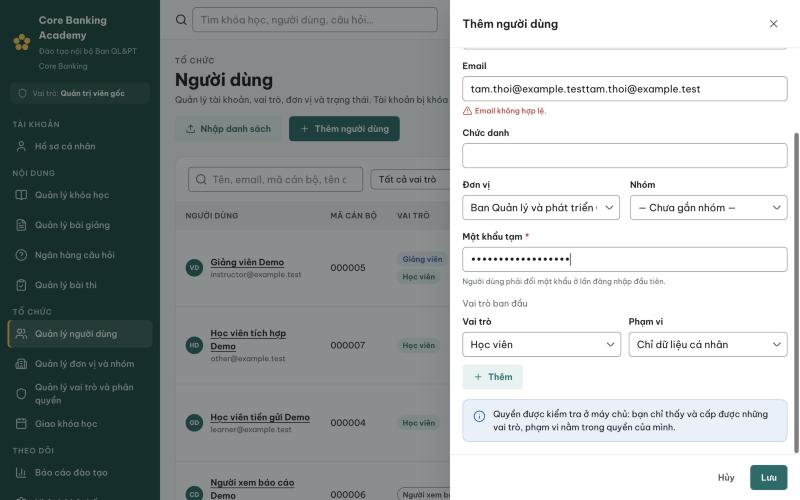 Core Banking
Academy
Đào tạo nội bộ Ban QL&PT
Core Banking
Vai trò: Quản trị viên gốc
TÀI KHOẢN
Hồ sơ cá nhân
NỘI DUNG
Quản lý khóa học
Quản lý bài giảng
Ngân hàng câu hỏi
Quản lý bài thi
TỔ CHỨC
Quản lý người dùng
Quản lý đơn vị và nhóm
Quản lý vai trò và phân
quyền
Giao khóa học
THEO DÕI
Báo cáo đào tạo
Tìm khóa học, người dùng, câu hỏi...
TỔ CHỨC
Người dùng
Quản lý tài khoản, vai trò, đơn vị và trạng thái. Tài khoản bị khóa
Nhập danh sách
Thêm người dùng
Tên, email, mã cán bộ, tên
Tất cả vai trò
NGƯỜI DÙNG
MÃ CÁN BỘ
VAI TRÒ
VD
Giảng viên Demo
instructor@example.test
000005
Giảng viên
Học viên
HD
Học viên tích hợp
Demo
other@example.test
000007
Học viên
GD
Học viên tiền gửi Demo
learner@example.test
000004
Học viên
CD
Người xem báo cáo
Demo
000006
Người xem
Thêm người dùng
Email
tam.thoi@example.testtam.thoi@example.test
Email không hợp lệ.
Chức danh
Đơn vị
Nhóm
Ban Quản lý và phát triển
— Chưa gắn nhóm —
Mật khẩu tạm *
••••••••••••••••••
Người dùng phải đổi mật khẩu ở lần đăng nhập đầu tiên.
Vai trò ban đầu
Vai trò
Phạm vi
Học viên
Chỉ dữ liệu cá nhân
Thêm
Quyền được kiểm tra ở máy chủ: bạn chỉ thấy và cấp được những
vai trò, phạm vi nằm trong quyền của mình.
Hủy
Lưu